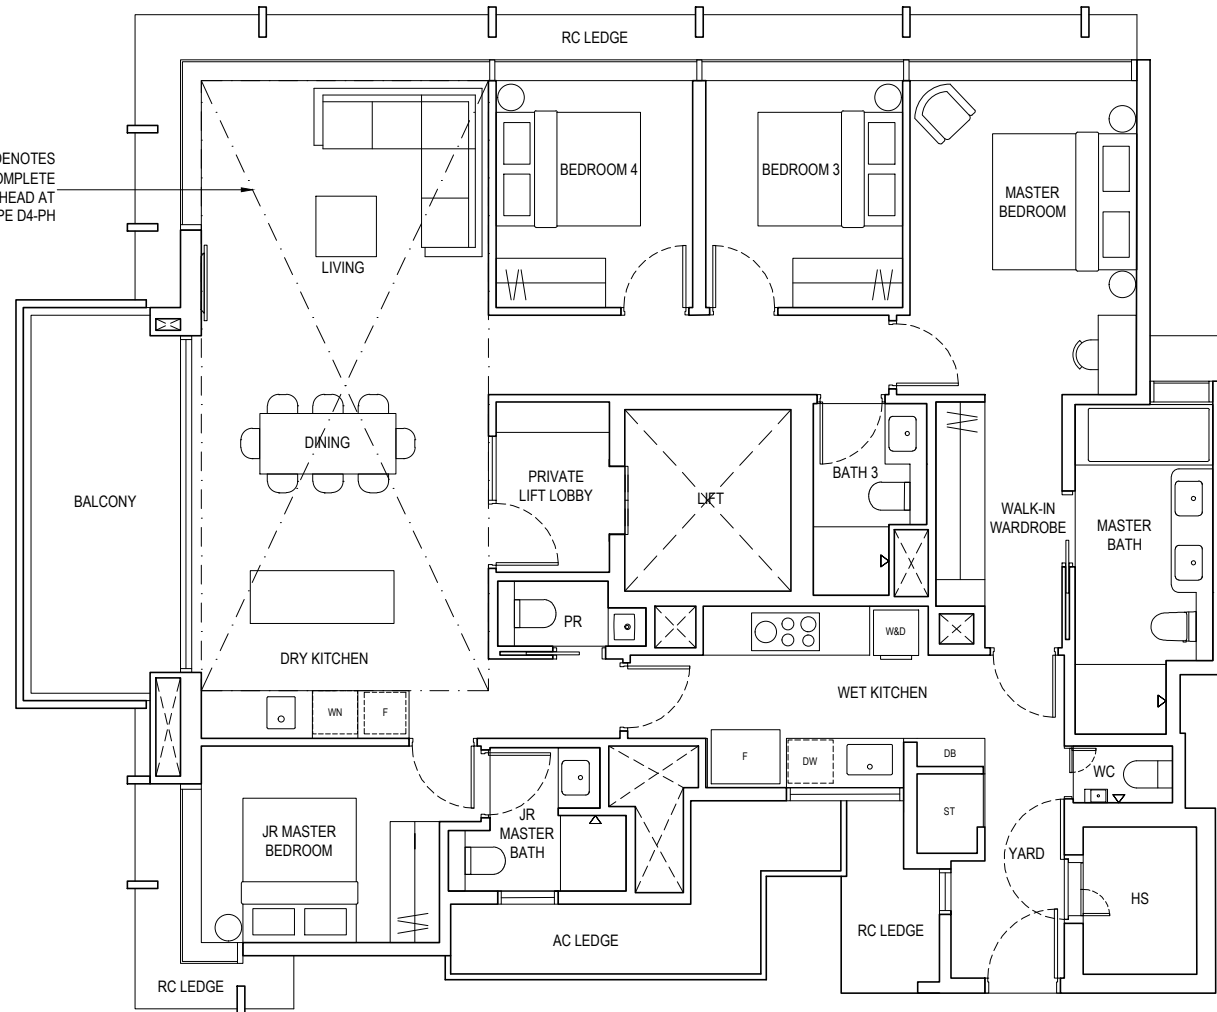 RC LEDGE
DENOTES
OMPLETE
HEAD AT
PE D4-PH
BEDROOM 4
BEDROOM 3
MASTER
BEDROOM
LIVING
DINING
BALCONY
PRIVATE
LIFT LOBBY
LIFT
BATH 3
WALK-IN
WARDROBE
MASTER
BATH
PR
W&D
DRY KITCHEN
WET KITCHEN
WN
F
F
DW
DB
WC
ST
JR MASTER
BEDROOM
JR
MASTER
BATH
YARD
HS
AC LEDGE
RC LEDGE
RC LEDGE